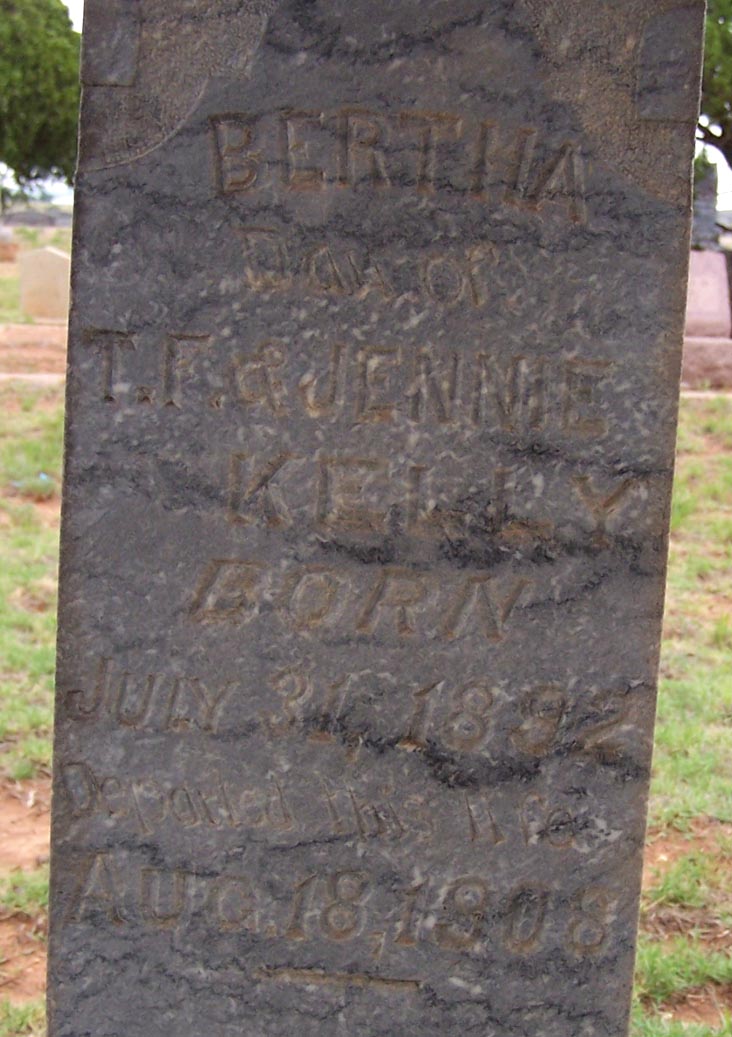 BERTHA
Dau. of
T. F. & JENNIE
KELLY
BORN
JULY 31, 1892
Departed this life
AUG. 18, 1908